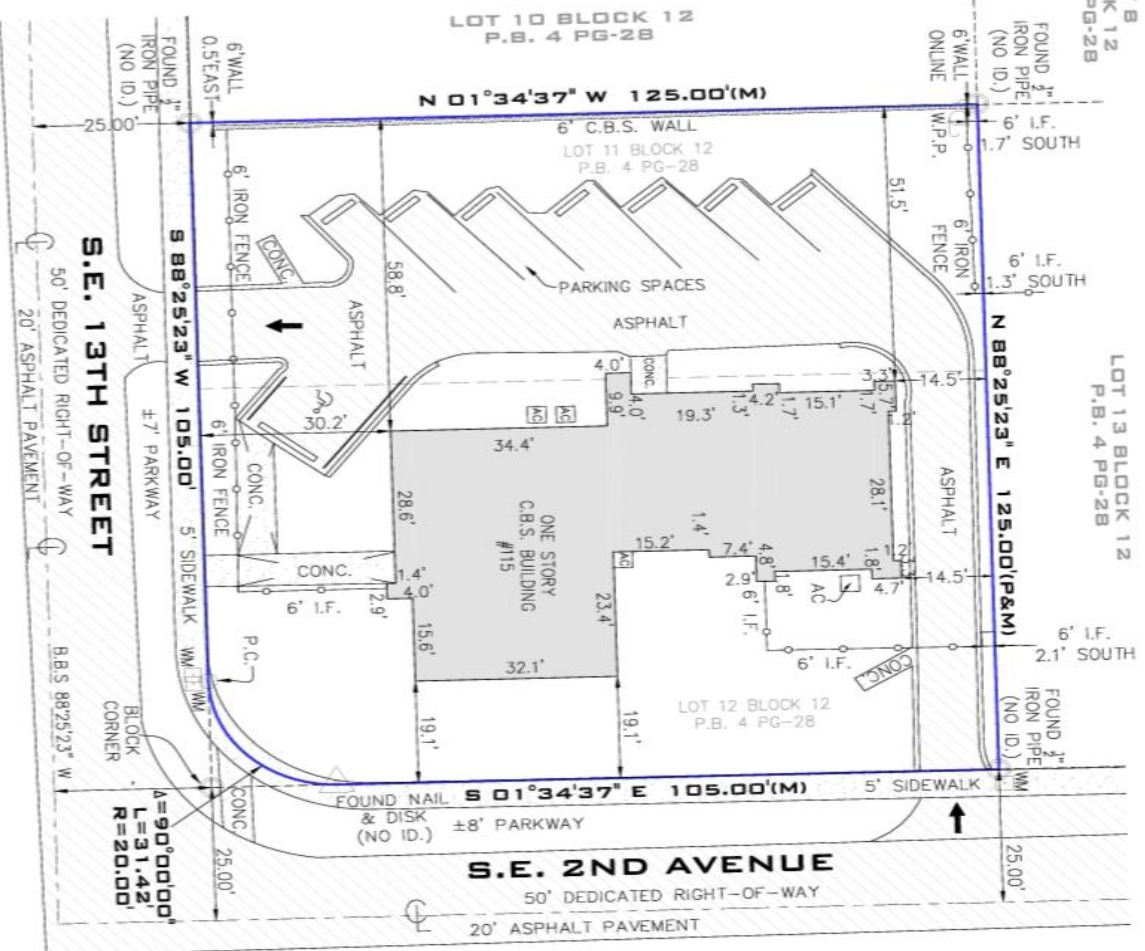 LOT 10 BLOCK 12
P.B. 4 PG-28
B
K 12
PG-28
FOUND 1/2"
IRON PIPE
(NO ID.)
6'WALL
0.5'EAST
N 01°34'37" W 125.00'(M)
6'WALL
ONLINE
FOUND 1/2"
IRON PIPE
(NO ID.)
25.00'
6' C.B.S. WALL
LOT 11 BLOCK 12
P.B. 4 PG-28
W.P.P.
6' I.F.
1.7' SOUTH
6' IRON FENCE
CONC.
58.8'
51.5'
6' IRON
FENCE
6' I.F.
1.3' SOUTH
PARKING SPACES
ASPHALT
ASPHALT
ASPHALT
S 88°25'23" W 105.00'
N 88°25'23" E 125.00'(P&M)
LOT 13 BLOCK 12
P.B. 4 PG-28
S.E. 13TH STREET
50' DEDICATED RIGHT-OF-WAY
20' ASPHALT PAVEMENT
±7' PARKWAY
5' SIDEWALK
4.0'
CONC.
9.9'
4.0'
19.3'
1.3'
4.2'
1.7'
15.1'
1.7'
3.3'
5.7'
1.2'
14.5'
AC
AC
30.2'
34.4'
6' IRON FENCE
CONC.
28.6'
ONE STORY
C.B.S. BUILDING
#115
28.1'
ASPHALT
1.4'
15.2'
7.4'
4.8'
15.4'
1.8'
1.2'
14.5'
CONC.
1.4'
4.0'
2.9'
AC
2.9'
1.8'
AC
4.7'
6' I.F.
15.6'
23.4'
6' I.F.
6' I.F.
6' I.F.
2.1' SOUTH
32.1'
CONC.
P.C.
WM
WM
19.1'
19.1'
LOT 12 BLOCK 12
P.B. 4 PG-28
FOUND 1/2"
IRON PIPE
(NO ID.)
WM
B.B.S 88°25'23" W
BLOCK
CORNER
CONC
FOUND NAIL
& DISK
(NO ID.)
S 01°34'37" E 105.00'(M)
5' SIDEWALK
±8' PARKWAY
Δ=90°00'00"
L=31.42'
R=20.00'
25.00'
25.00'
S.E. 2ND AVENUE
50' DEDICATED RIGHT-OF-WAY
20' ASPHALT PAVEMENT